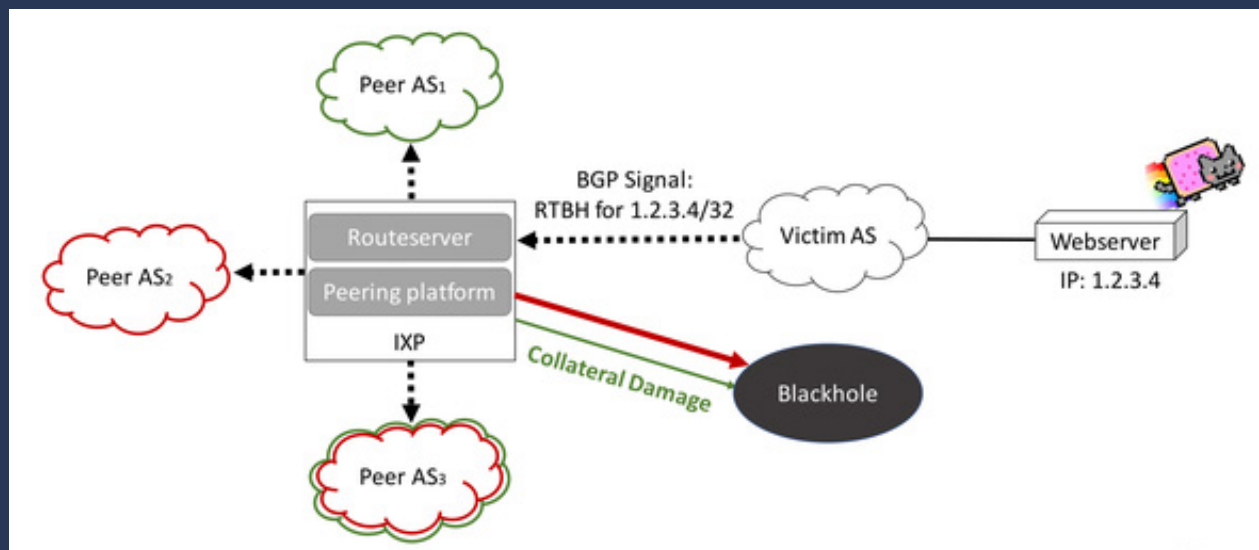 Peer AS₁
BGP Signal:
RTBH for 1.2.3.4/32
Routeserver
Victim AS
Webserver
Peer AS₂
Peering platform
IP: 1.2.3.4
IXP
Collateral Damage
Blackhole
Peer AS₃